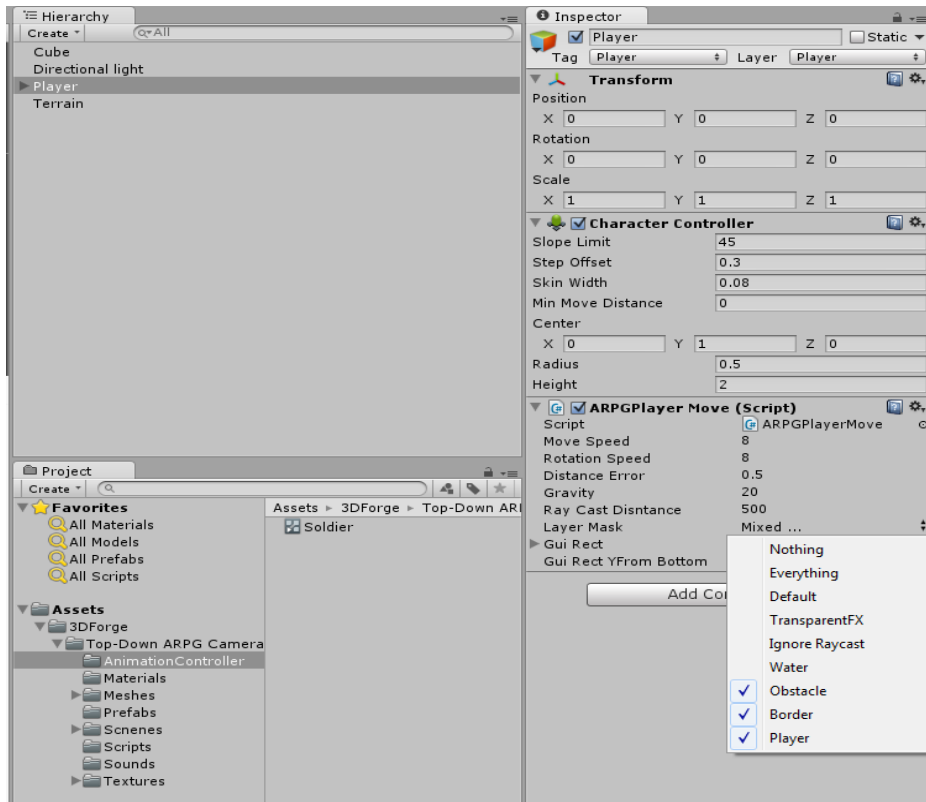 Hierarchy
Create
All
Cube
Directional light
Player
Terrain
Inspector
Player
Static
Tag Player Layer Player
Transform
Position
X 0 Y 0 Z 0
Rotation
X 0 Y 0 Z 0
Scale
X 1 Y 1 Z 1
Character Controller
Slope Limit 45
Step Offset 0.3
Skin Width 0.08
Min Move Distance 0
Center
X 0 Y 1 Z 0
Radius 0.5
Height 2
ARPGPlayer Move (Script)
Script ARPGPlayerMove
Move Speed 8
Rotation Speed 8
Distance Error 0.5
Gravity 20
Ray Cast Disntance 500
Layer Mask Mixed ...
Gui Rect
Gui Rect YFrom Bottom
Add Co
Nothing
Everything
Default
TransparentFX
Ignore Raycast
Water
Obstacle
Border
Player
Project
Create
Favorites
All Materials
All Models
All Prefabs
All Scripts
Assets
3DForge
Top-Down ARPG Camera
AnimationController
Materials
Meshes
Prefabs
Scnenes
Scripts
Sounds
Textures
Assets 3DForge Top-Down AR
Soldier